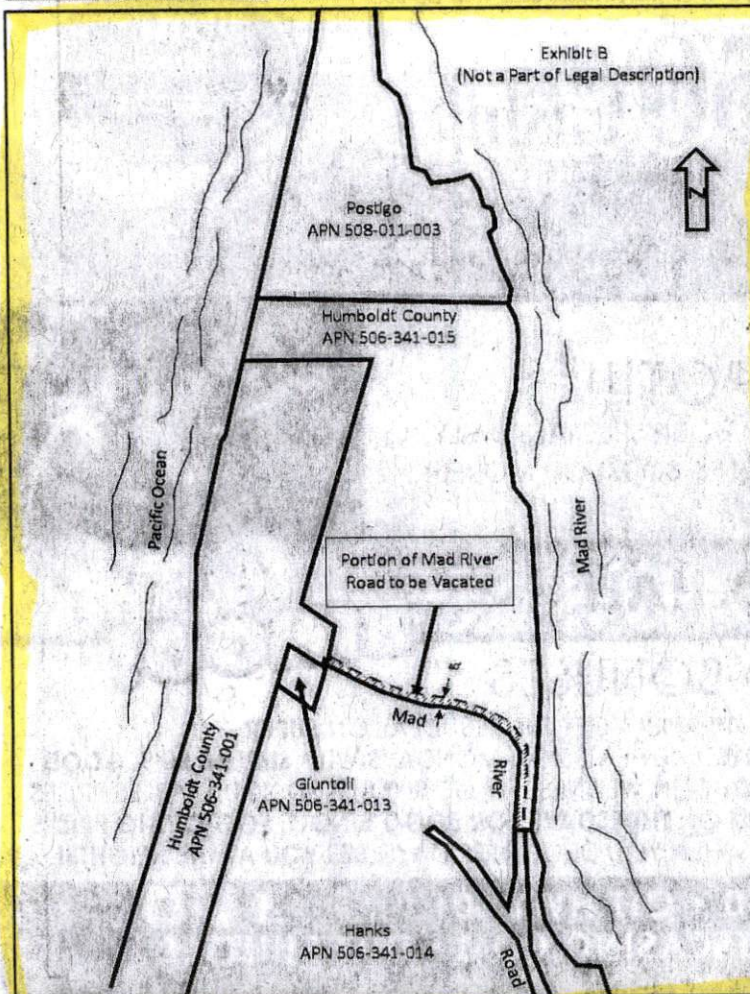 Exhibit B
(Not a Part of Legal Description)
N
Postigo
APN 508-011-003
Humboldt County
APN 506-341-015
Pacific Ocean
Mad River
Portion of Mad River
Road to be Vacated
Mad
River
Road
Giuntoli
APN 506-341-013
Humboldt County
APN 506-341-001
Hanks
APN 506-341-014